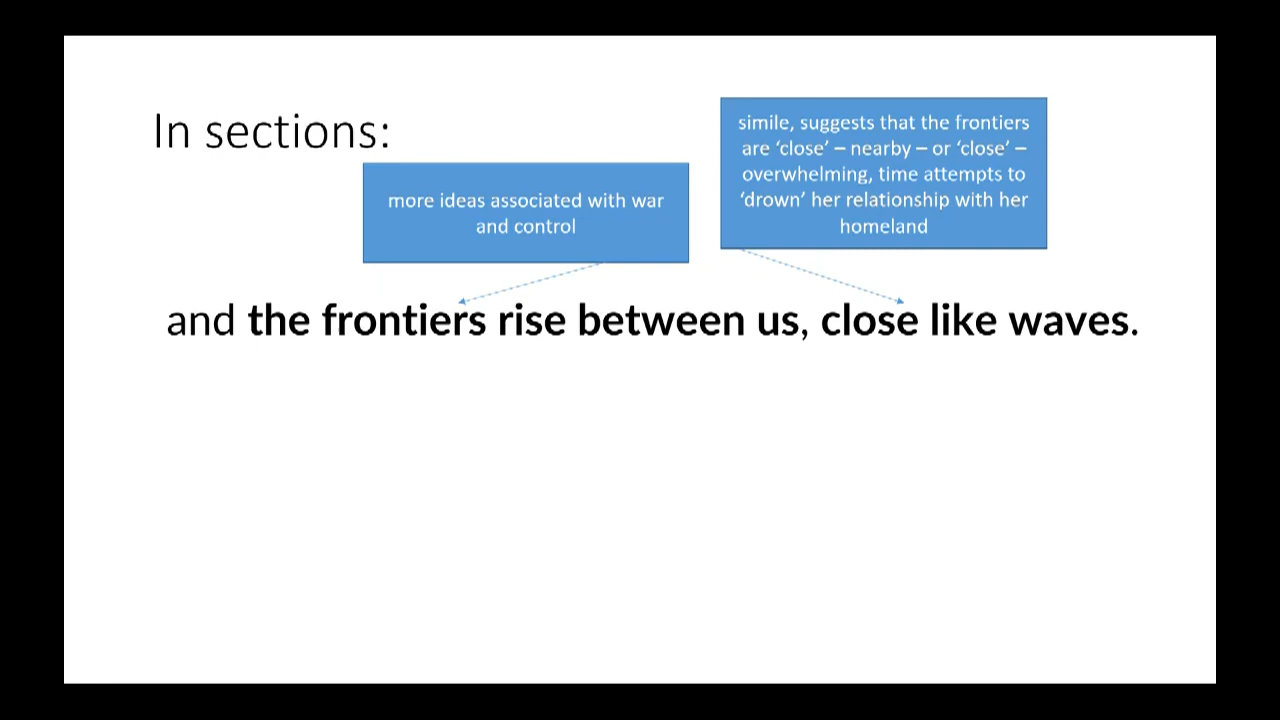 In sections:
simile, suggests that the frontiers
are ‘close’ – nearby – or ‘close’ –
overwhelming, time attempts to
‘drown’ her relationship with her
homeland
more ideas associated with war
and control
and the frontiers rise between us, close like waves.